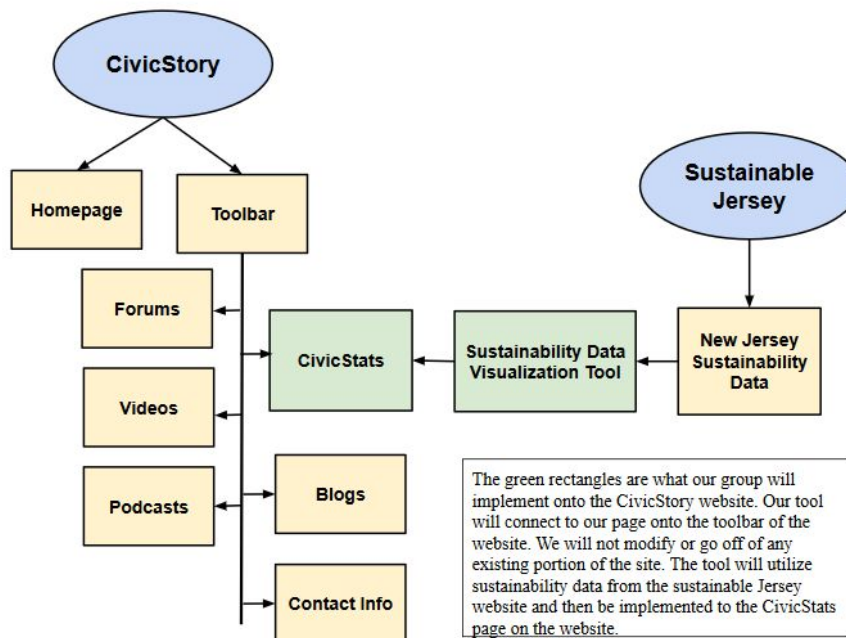 CivicStory
Homepage
Toolbar
Sustainable
Jersey
Forums
CivicStats
Sustainability Data
Visualization Tool
New Jersey
Sustainability
Data
Videos
Podcasts
Blogs
Contact Info
The green rectangles are what our group will
implement onto the CivicStory website. Our tool
will connect to our page onto the toolbar of the
website. We will not modify or go off of any
existing portion of the site. The tool will utilize
sustainability data from the sustainable Jersey
website and then be implemented to the CivicStats
page on the website.